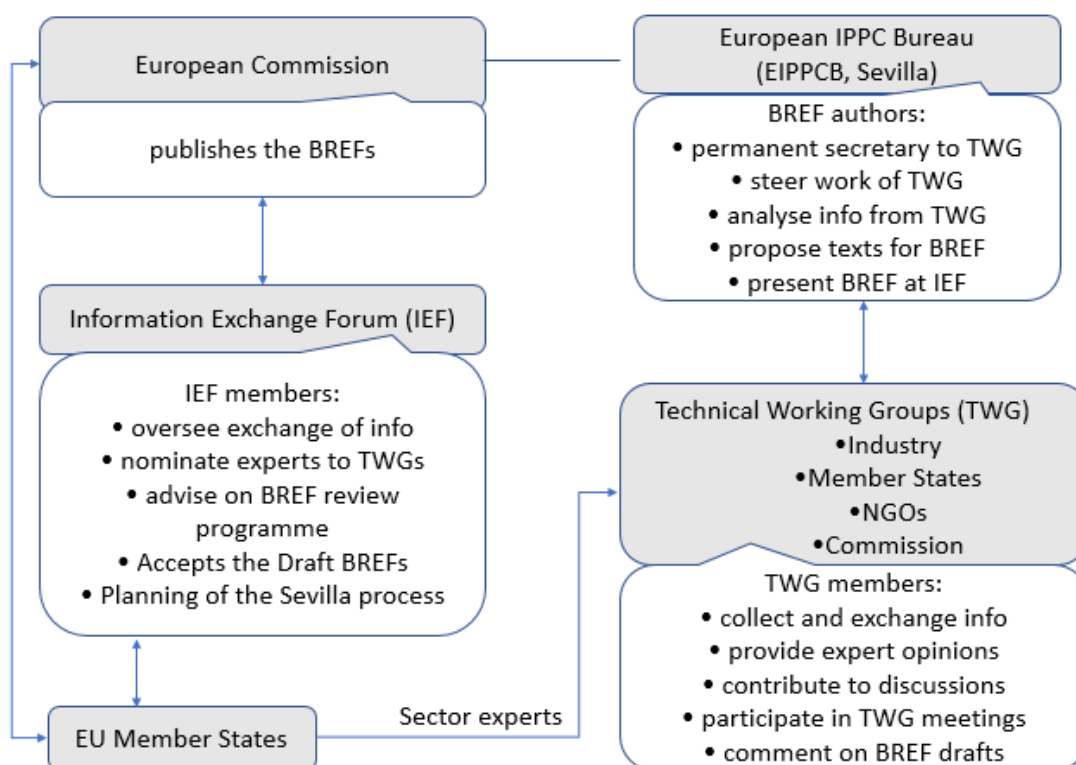 European Commission
publishes the BREFs
European IPPC Bureau
(EIPPCB, Sevilla)
BREF authors:
• permanent secretary to TWG
• steer work of TWG
• analyse info from TWG
• propose texts for BREF
• present BREF at IEF
Information Exchange Forum (IEF)
IEF members:
• oversee exchange of info
• nominate experts to TWGs
• advise on BREF review
programme
• Accepts the Draft BREFs
• Planning of the Sevilla process
Technical Working Groups (TWG)
•Industry
•Member States
•NGOs
•Commission
TWG members:
• collect and exchange info
• provide expert opinions
• contribute to discussions
• participate in TWG meetings
• comment on BREF drafts
EU Member States
Sector experts